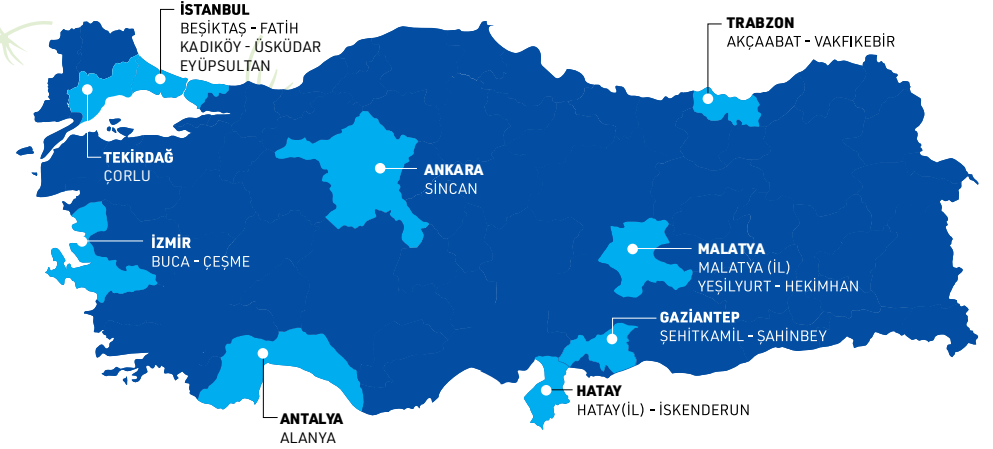 İSTANBUL
BEŞİKTAŞ - FATİH
KADIKÖY - ÜSKÜDAR
EYÜPSULTAN
TRABZON
AKÇAABAT - VAKFIKEBİR
TEKİRDAĞ
ÇORLU
ANKARA
SİNCAN
İZMİR
BUCA - ÇEŞME
MALATYA
MALATYA (İL)
YEŞİLYURT - HEKİMHAN
GAZİANTEP
ŞEHİTKAMİL - ŞAHİNBEY
HATAY
HATAY(İL) - İSKENDERUN
ANTALYA
ALANYA